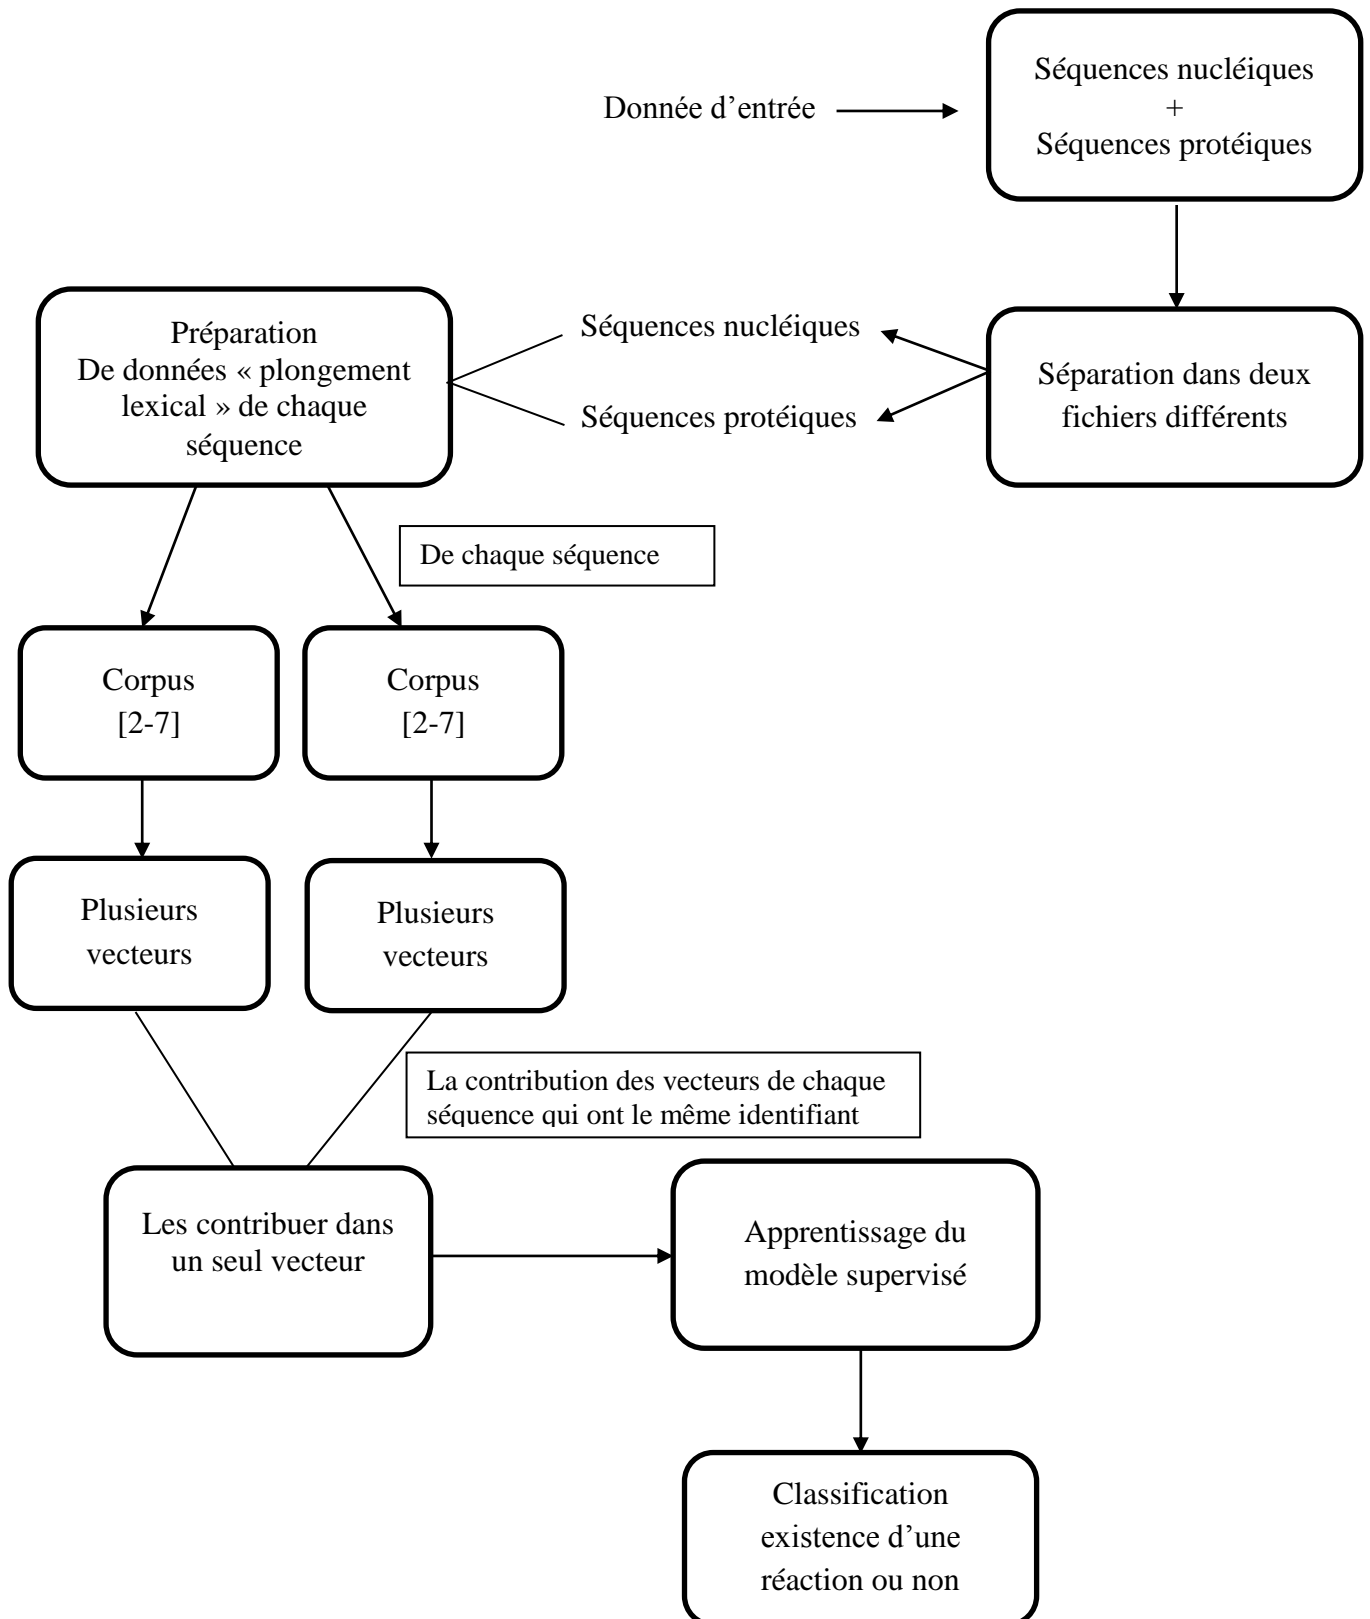 Donnée d’entrée
Séquences nucléiques
+
Séquences protéiques
Séparation dans deux
fichiers différents
Séquences nucléiques
Séquences protéiques
Préparation
De données « plongement
lexical » de chaque
séquence
De chaque séquence
Corpus
[2-7]
Corpus
[2-7]
Plusieurs
vecteurs
Plusieurs
vecteurs
La contribution des vecteurs de chaque
séquence qui ont le même identifiant
Les contribuer dans
un seul vecteur
Apprentissage du
modèle supervisé
Classification
existence d’une
réaction ou non